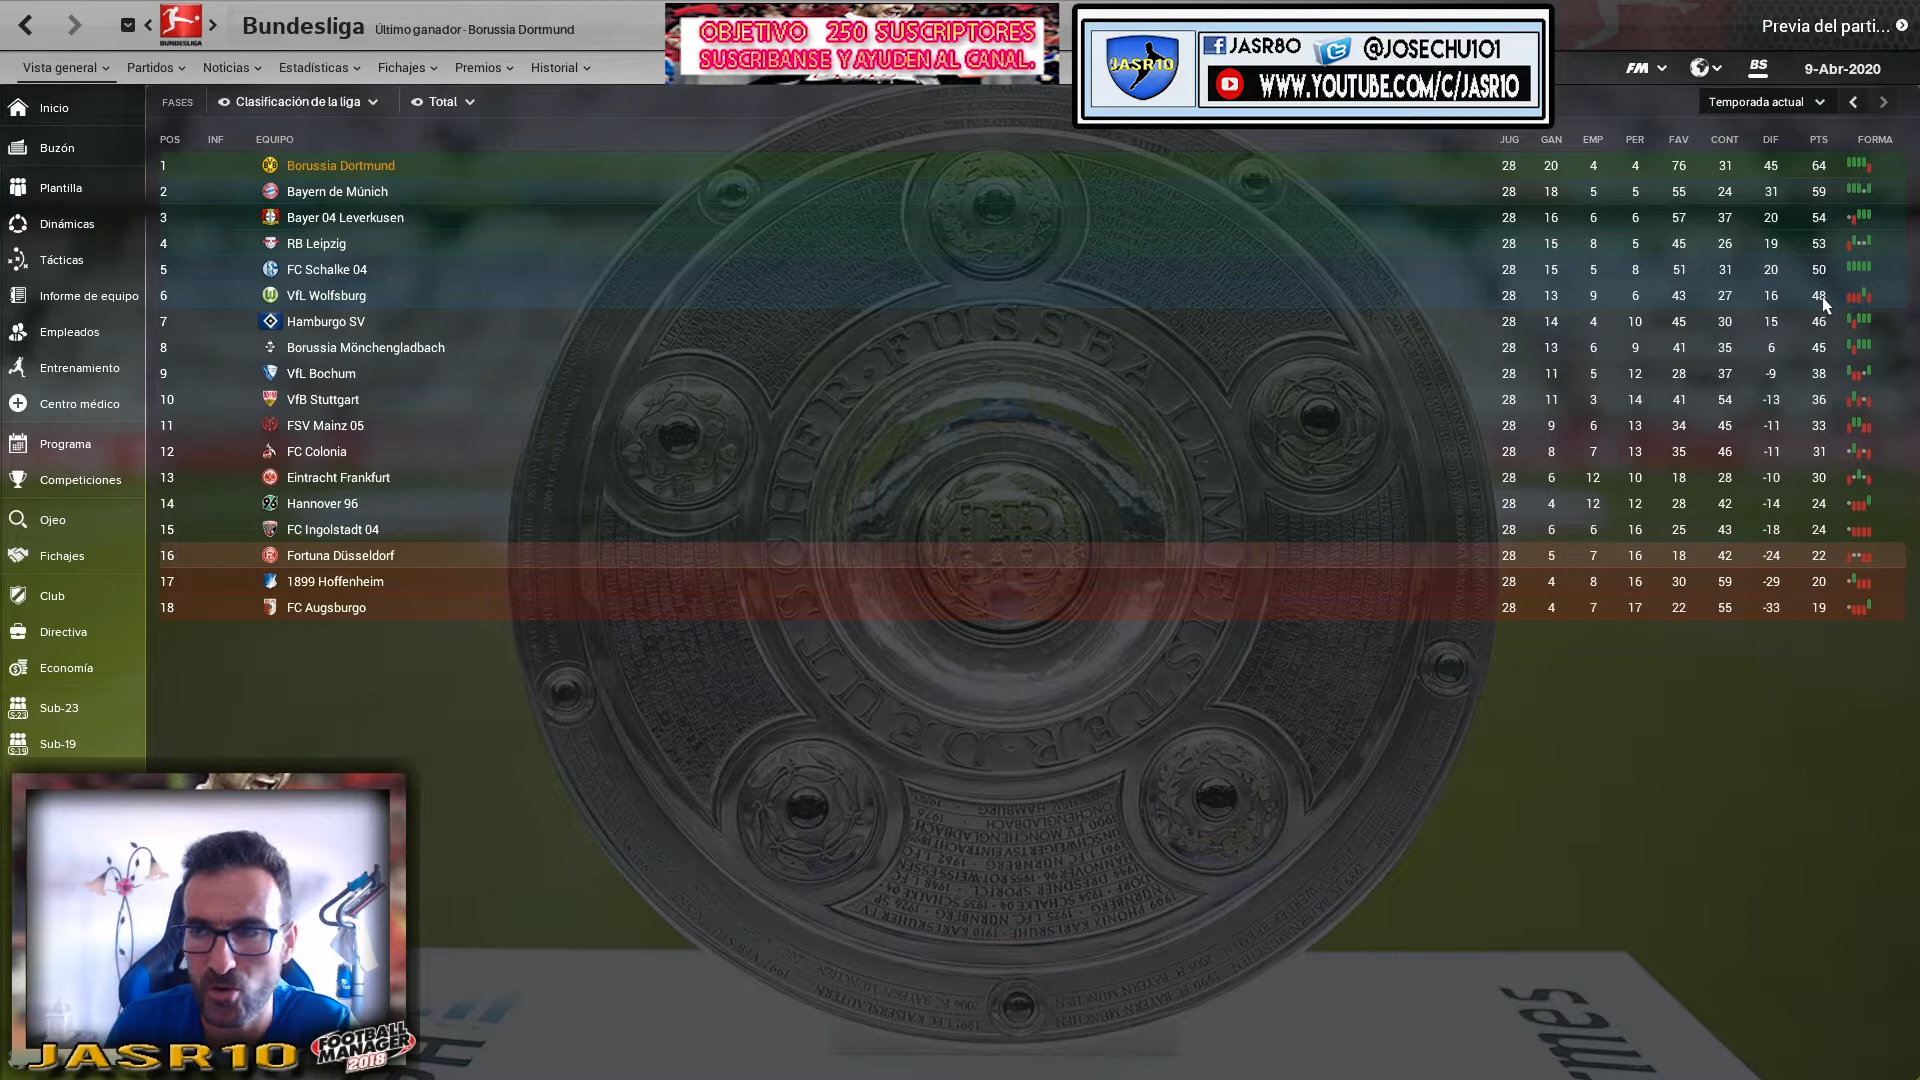 Bundesliga Último ganador - Borussia Dortmund
BUNDESLIGA
OBJETIVO 250 SUSCRIPTORES
SUSCRIBANSE Y AYUDEN AL CANAL.
JASR10
JASR80 @JOSECHU101
WWW.YOUTUBE.COM/C/JASR10
Previa del parti...
Vista general Partidos Noticias Estadísticas Fichajes Premios Historial
FM BS 9-Abr-2020
FASES Clasificación de la liga Total Temporada actual
POS INF EQUIPO JUG GAN EMP PER FAV CONT DIF PTS FORMA
1 Borussia Dortmund 28 20 4 4 76 31 45 64
2 Bayern de Múnich 28 18 5 5 55 24 31 59
3 Bayer 04 Leverkusen 28 16 6 6 57 37 20 54
4 RB Leipzig 28 15 8 5 45 26 19 53
5 FC Schalke 04 28 15 5 8 51 31 20 50
6 VfL Wolfsburg 28 13 9 6 43 27 16 48
7 Hamburgo SV 28 14 4 10 45 30 15 46
8 Borussia Mönchengladbach 28 13 6 9 41 35 6 45
9 VfL Bochum 28 11 5 12 28 37 -9 38
10 VfB Stuttgart 28 11 3 14 41 54 -13 36
11 FSV Mainz 05 28 9 6 13 34 45 -11 33
12 FC Colonia 28 8 7 13 35 46 -11 31
13 Eintracht Frankfurt 28 6 12 10 18 28 -10 30
14 Hannover 96 28 4 12 12 28 42 -14 24
15 FC Ingolstadt 04 28 6 6 16 25 43 -18 24
16 Fortuna Düsseldorf 28 5 7 16 18 42 -24 22
17 1899 Hoffenheim 28 4 8 16 30 59 -29 20
18 FC Augsburgo 28 4 7 17 22 55 -33 19
Inicio
Buzón
Plantilla
Dinámicas
Tácticas
Informe de equipo
Empleados
Entrenamiento
Centro médico
Programa
Competiciones
Ojeo
Fichajes
Club
Directiva
Economía
S-23 Sub-23
S-19 Sub-19
JASR10
FOOTBALL
MANAGER
2018